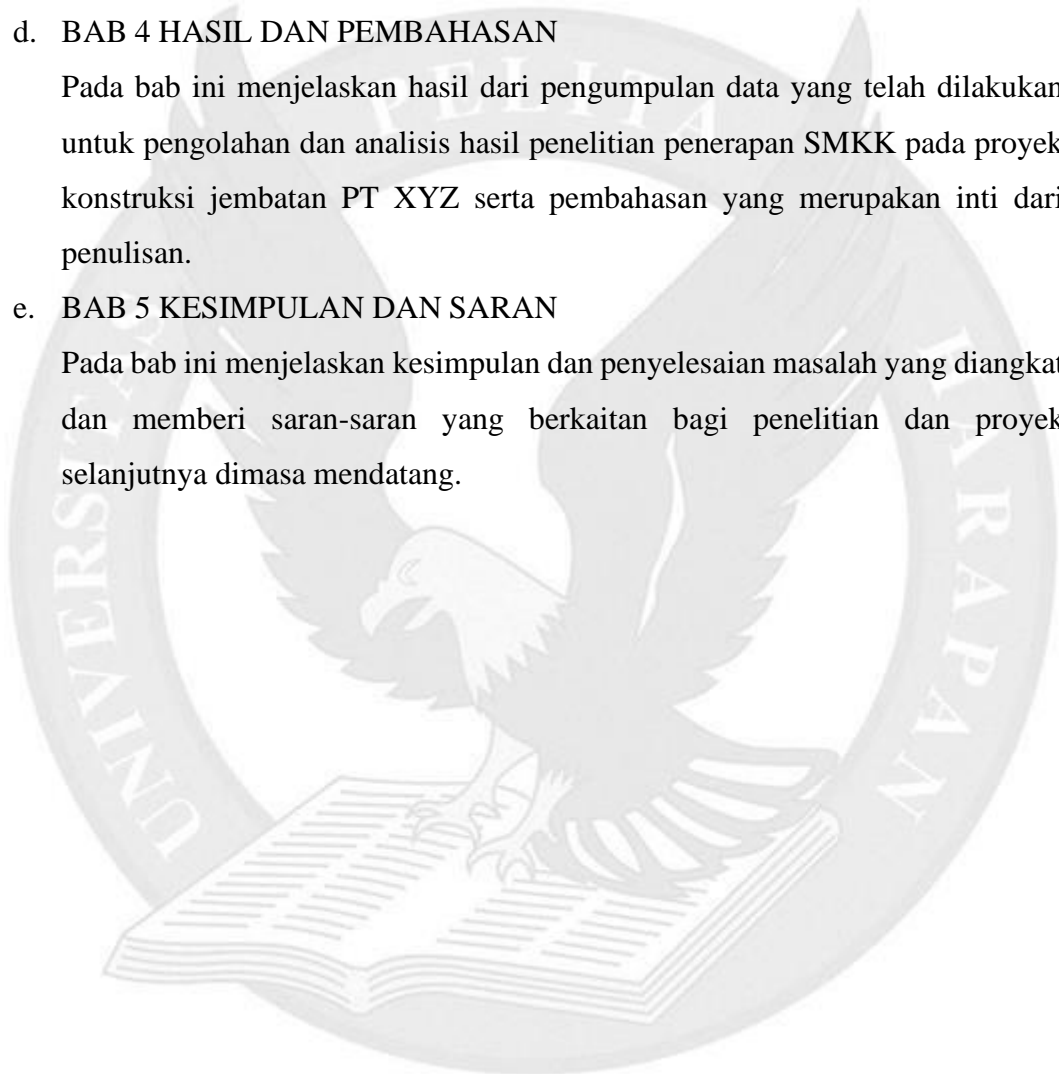 d. BAB 4 HASIL DAN PEMBAHASAN
Pada bab ini menjelaskan hasil dari pengumpulan data yang telah dilakukan
untuk pengolahan dan analisis hasil penelitian penerapan SMKK pada proyek
konstruksi jembatan PT XYZ serta pembahasan yang merupakan inti dari
penulisan.
e. BAB 5 KESIMPULAN DAN SARAN
Pada bab ini menjelaskan kesimpulan dan penyelesaian masalah yang diangkat
dan memberi saran-saran yang berkaitan bagi penelitian dan proyek
selanjutnya dimasa mendatang.
UNIVERSITAS PELITA HARAPAN